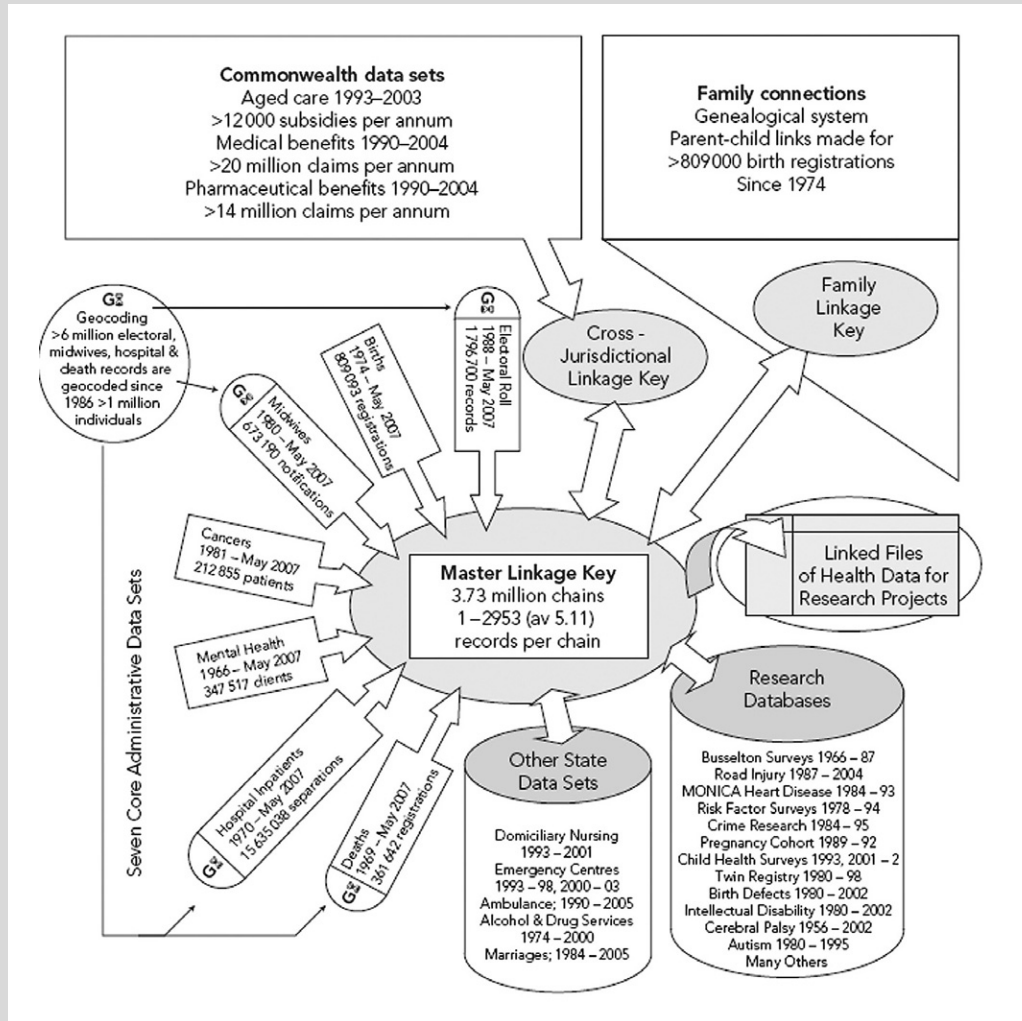 Commonwealth data sets
Aged care 1993–2003
>12 000 subsidies per annum
Medical benefits 1990–2004
>20 million claims per annum
Pharmaceutical benefits 1990–2004
>14 million claims per annum
Family connections
Genealogical system
Parent-child links made for
>809 000 birth registrations
Since 1974
G
Geocoding
>6 million electoral,
midwives, hospital &
death records are
geocoded since
1986 >1 million
individuals
G
Electoral Roll
1988 – May 2007
1 796 700 records
Births
1974 – May 2007
809 093 registrations
G
Midwives
1980 – May 2007
673 190 notifications
Cancers
1981 – May 2007
212 855 patients
Mental Health
1966 – May 2007
347 517 clients
G
Hospital Inpatients
1970 – May 2007
15 635 038 separations
G
Deaths
1969 – May 2007
361 642 registrations
Seven Core Administrative Data Sets
Cross -
Jurisdictional
Linkage Key
Family
Linkage
Key
Master Linkage Key
3.73 million chains
1 – 2953 (av 5.11)
records per chain
Linked Files
of Health Data for
Research Projects
Other State
Data Sets
Domiciliary Nursing
1993 – 2001
Emergency Centres
1993 – 98, 2000 – 03
Ambulance; 1990 – 2005
Alcohol & Drug Services
1974 – 2000
Marriages; 1984 – 2005
Research
Databases
Busselton Surveys 1966 – 87
Road Injury 1987 – 2004
MONICA Heart Disease 1984 – 93
Risk Factor Surveys 1978 – 94
Crime Research 1984 – 95
Pregnancy Cohort 1989 – 92
Child Health Surveys 1993, 2001 – 2
Twin Registry 1980 – 98
Birth Defects 1980 – 2002
Intellectual Disability 1980 – 2002
Cerebral Palsy 1956 – 2002
Autism 1980 – 1995
Many Others